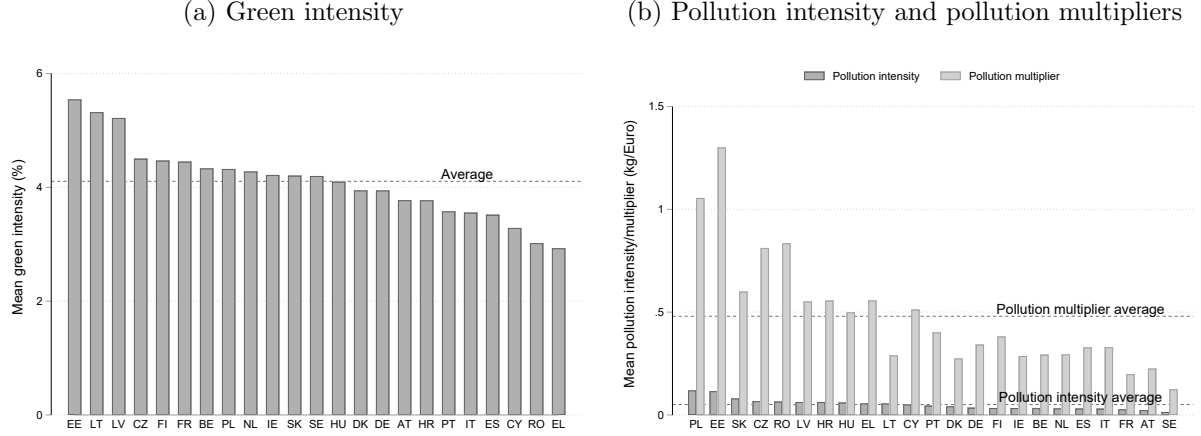 (a) Green intensity
Mean green intensity (%)
6
4
2
0
Average
EE LT LV CZ FI FR BE PL NL IE SK SE HU DK DE AT HR PT IT ES CY RO EL
(b) Pollution intensity and pollution multipliers
Pollution intensity Pollution multiplier
Mean pollution intensity/multiplier (kg/Euro)
1.5
1
.5
0
Pollution multiplier average
Pollution intensity average
PL EE SK CZ RO LV HR HU EL LT CY PT DK DE FI IE BE NL ES IT FR AT SE